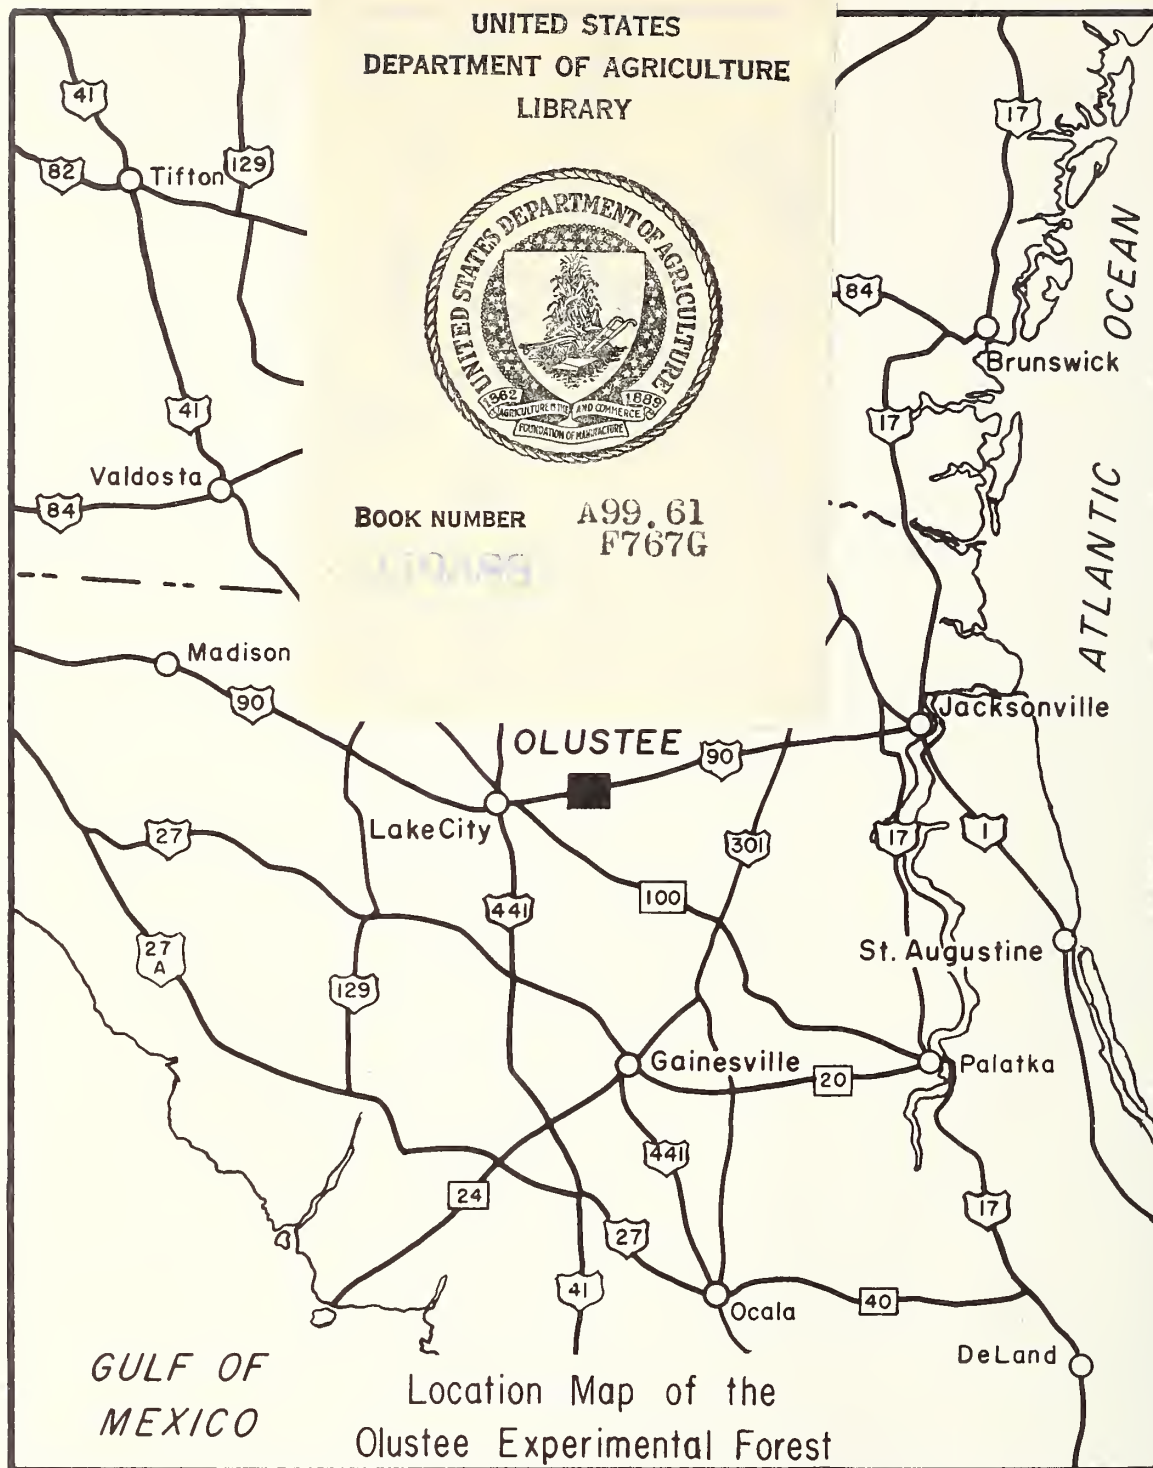 UNITED STATES
DEPARTMENT OF AGRICULTURE
LIBRARY
UNITED STATES DEPARTMENT OF AGRICULTURE
1862
1889
AGRICULTURE IS THE
AND COMMERCE
FOUNDATION OF MANUFACTURE
BOOK NUMBER A99.61
F767G
41
82
Tifton
129
17
84
Brunswick
OCEAN
41
17
Valdosta
84
ATLANTIC
Madison
90
Jacksonville
OLUSTEE
90
Lake City
27
301
17
1
441
100
27
A
129
St. Augustine
Gainesville
20
Palatka
441
24
27
17
41
Ocala
40
DeLand
GULF OF
MEXICO
Location Map of the
Olustee Experimental Forest